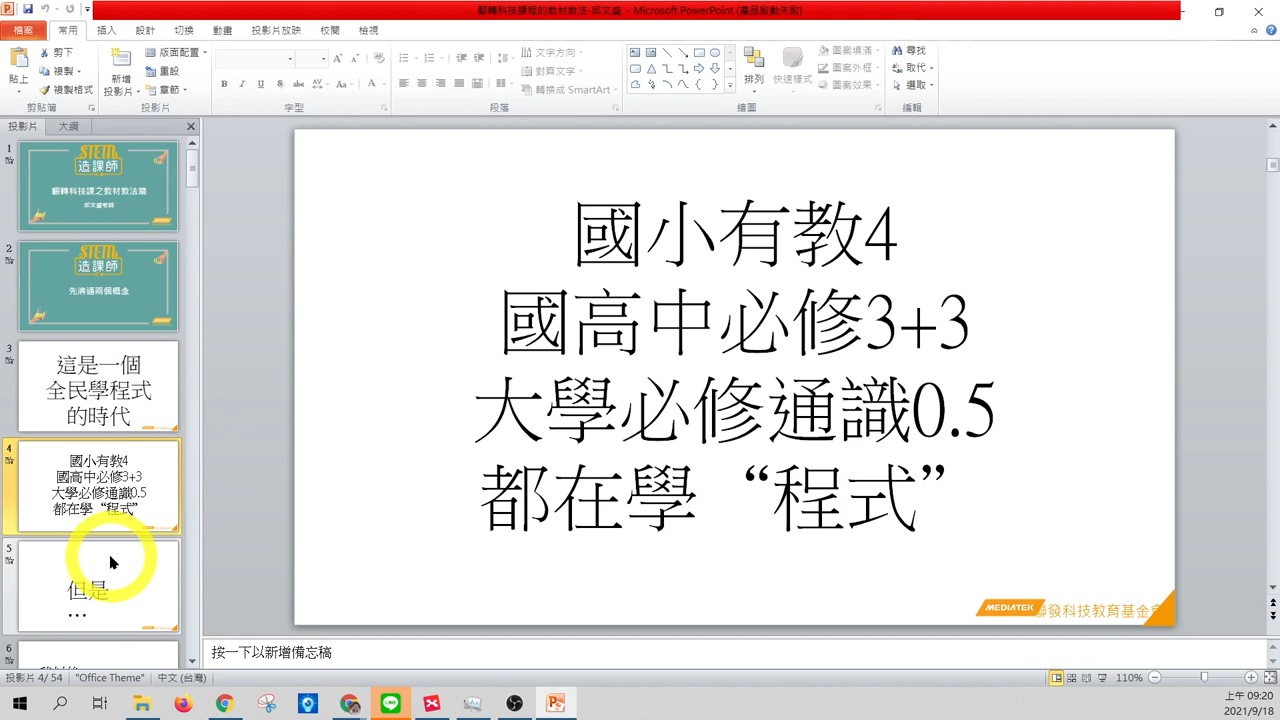 翻轉科技課程的教材教法-邱文盛 - Microsoft PowerPoint (產品啟動失敗)
檔案 常用 插入 設計 切換 動畫 投影片放映 校閱 檢視
貼上
剪下
複製
複製格式
剪貼簿
新增
投影片
版面配置
重設
章節
投影片
字型
文字方向
對齊文字
轉換成 SmartArt
段落
排列
快速樣式
圖案填滿
圖案外框
圖案效果
繪圖
尋找
取代
選取
編輯
投影片 大綱
1
STEM
造課師
翻轉科技課之教材教法篇
邱文盛老師
2
STEM
造課師
先溝通兩個概念
3
這是一個
全民學程式
的時代
4
國小有教4
國高中必修3+3
大學必修通識0.5
都在學“程式”
5
但是
…
6
國小有教4
國高中必修3+3
大學必修通識0.5
都在學“程式”
MEDIATEK 聯發科技教育基金會
按一下以新增備忘稿
投影片 4/ 54 "Office Theme" 中文 (台灣) 110%
LINE
上午 09:20
2021/9/18